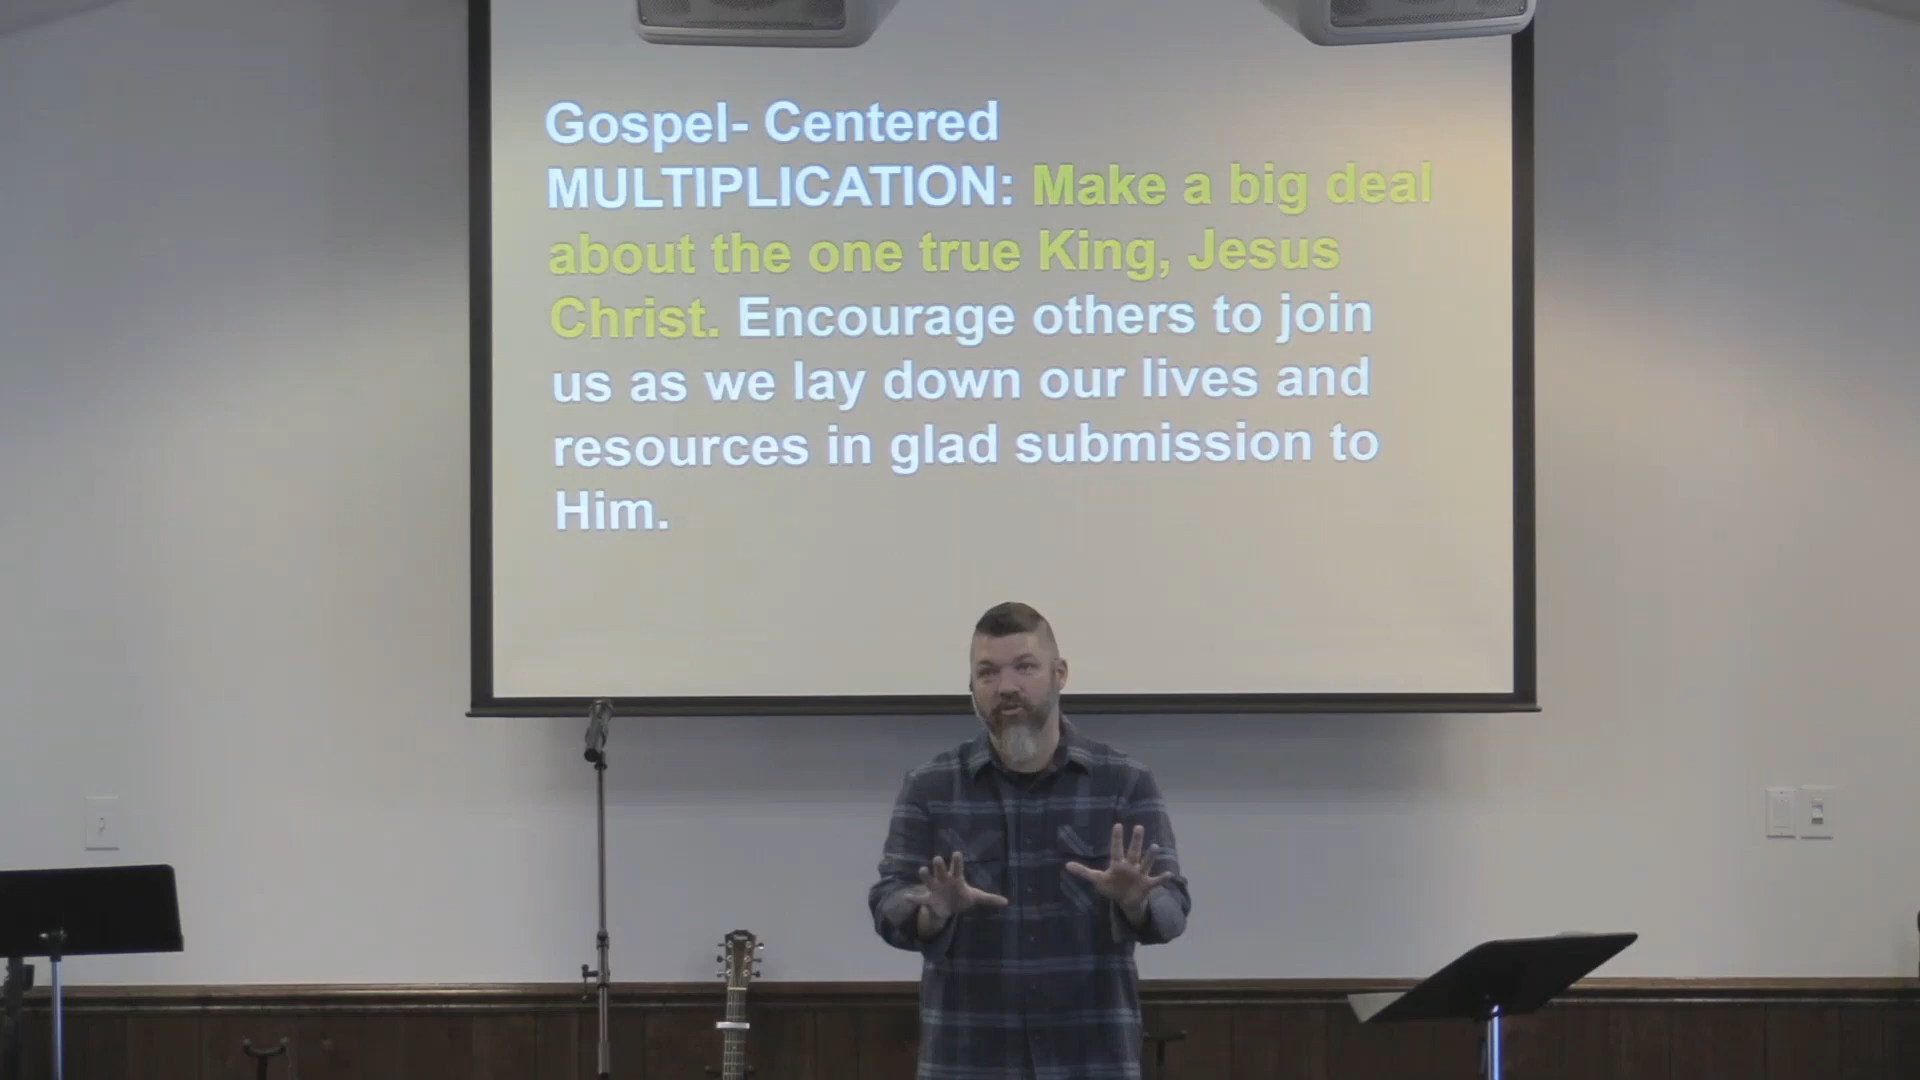 Gospel- Centered
MULTIPLICATION: Make a big deal
about the one true King, Jesus
Christ. Encourage others to join
us as we lay down our lives and
resources in glad submission to
Him.